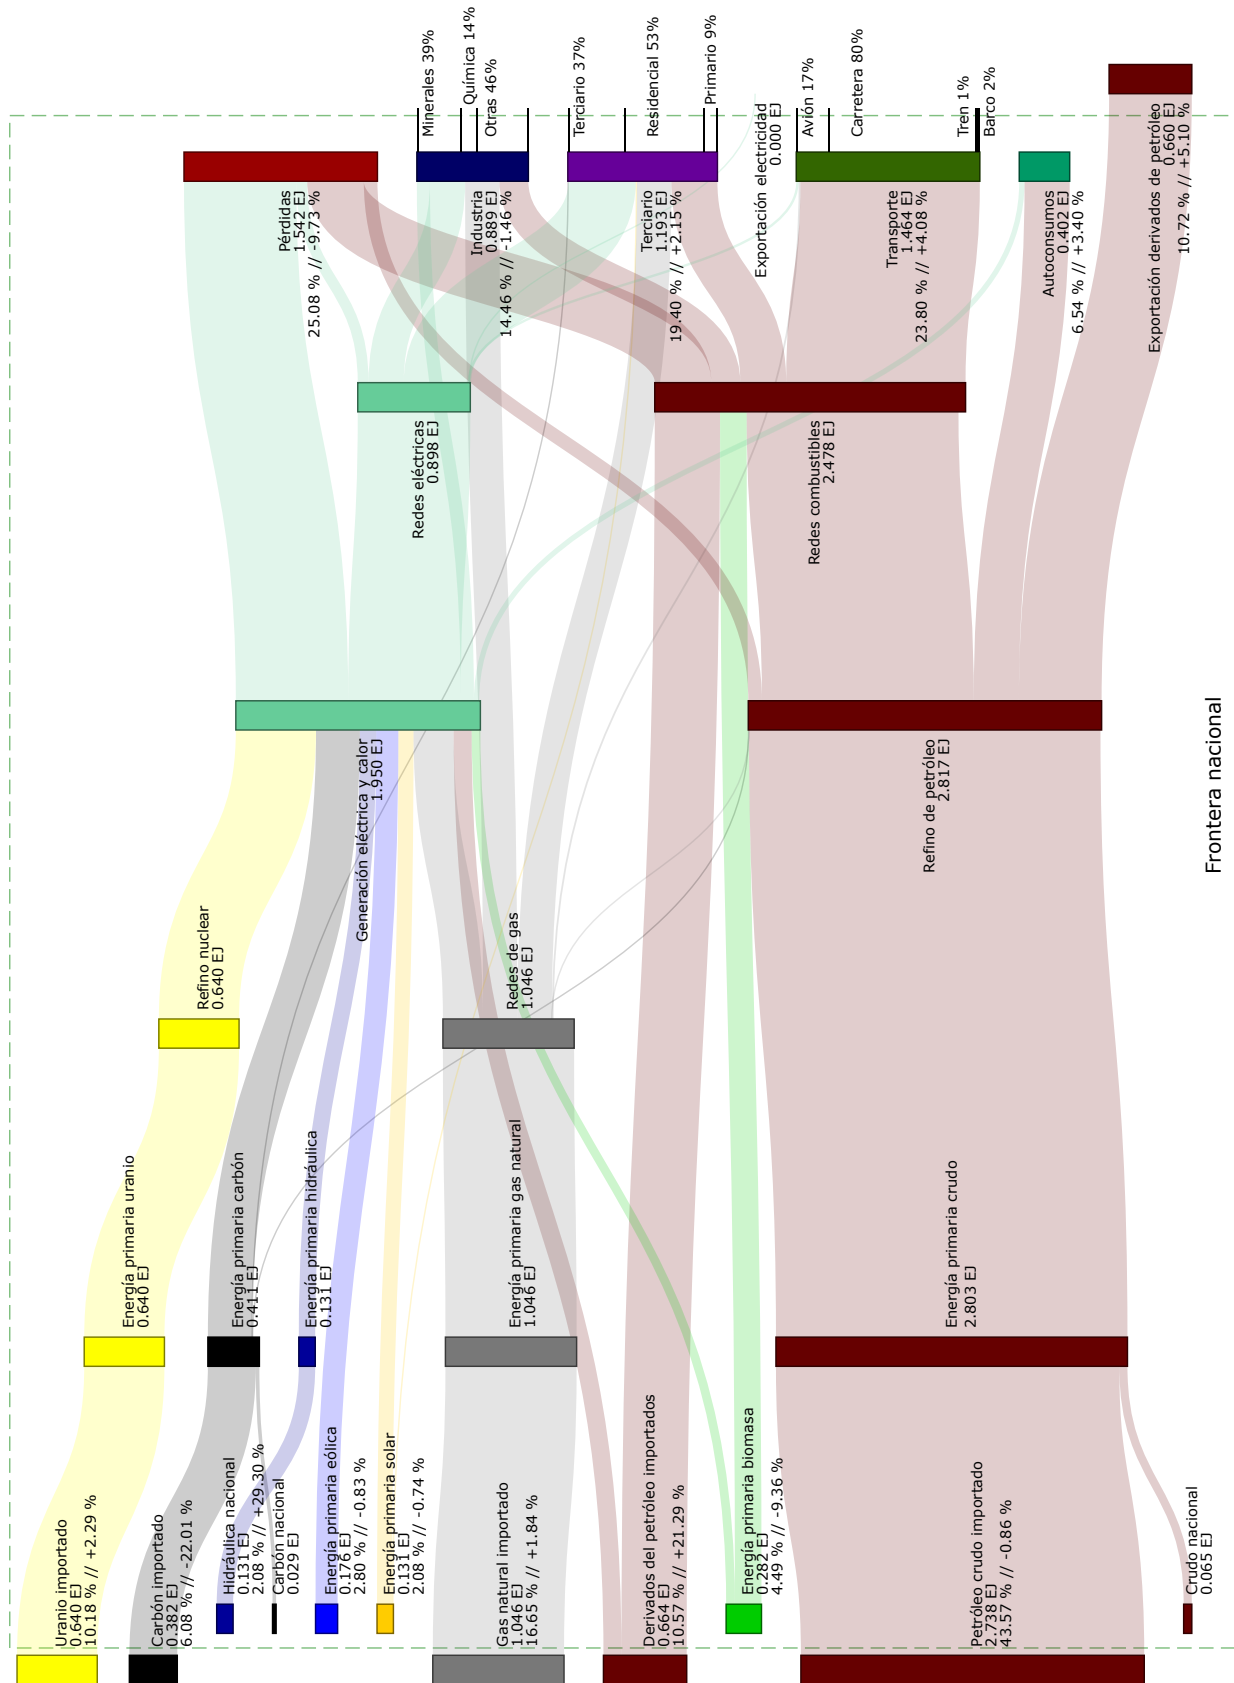 Uranio importado
0.640 EJ
10.18 % // +2.29 %
Carbón importado
0.382 EJ
6.08 % // -22.01 %
Hidráulica nacional
0.131 EJ
2.08 % // +29.30 %
Carbón nacional
0.029 EJ
Energía primaria eólica
0.176 EJ
2.80 % // -0.83 %
Energía primaria solar
0.131 EJ
2.08 % // -0.74 %
Gas natural importado
1.046 EJ
16.65 % // +1.84 %
Derivados del petróleo importados
0.664 EJ
10.57 % // +21.29 %
Energía primaria biomasa
0.282 EJ
4.49 % // -9.36 %
Petróleo crudo importado
2.738 EJ
43.57 % // -0.86 %
Crudo nacional
0.065 EJ
Energía primaria uranio
0.640 EJ
Energía primaria carbón
0.411 EJ
Energía primaria hidráulica
0.131 EJ
Energía primaria gas natural
1.046 EJ
Energía primaria crudo
2.803 EJ
Refino nuclear
0.640 EJ
Redes de gas
1.046 EJ
Generación eléctrica y calor
1.950 EJ
Refino de petróleo
2.817 EJ
Redes eléctricas
0.898 EJ
Redes combustibles
2.478 EJ
Pérdidas
1.542 EJ
25.08 % // -9.73 %
Industria
0.889 EJ
14.46 % // -1.46 %
Terciario
1.193 EJ
19.40 % // +2.15 %
Exportación electricidad
0.000 EJ
Transporte
1.464 EJ
23.80 % // +4.08 %
Autoconsumos
0.402 EJ
6.54 % // +3.40 %
Exportación derivados de petróleo
0.660 EJ
10.72 % // +5.10 %
Minerales 39%
Química 14%
Otras 46%
Terciario 37%
Residencial 53%
Primario 9%
Avión 17%
Carretera 80%
Tren 1%
Barco 2%
Frontera nacional